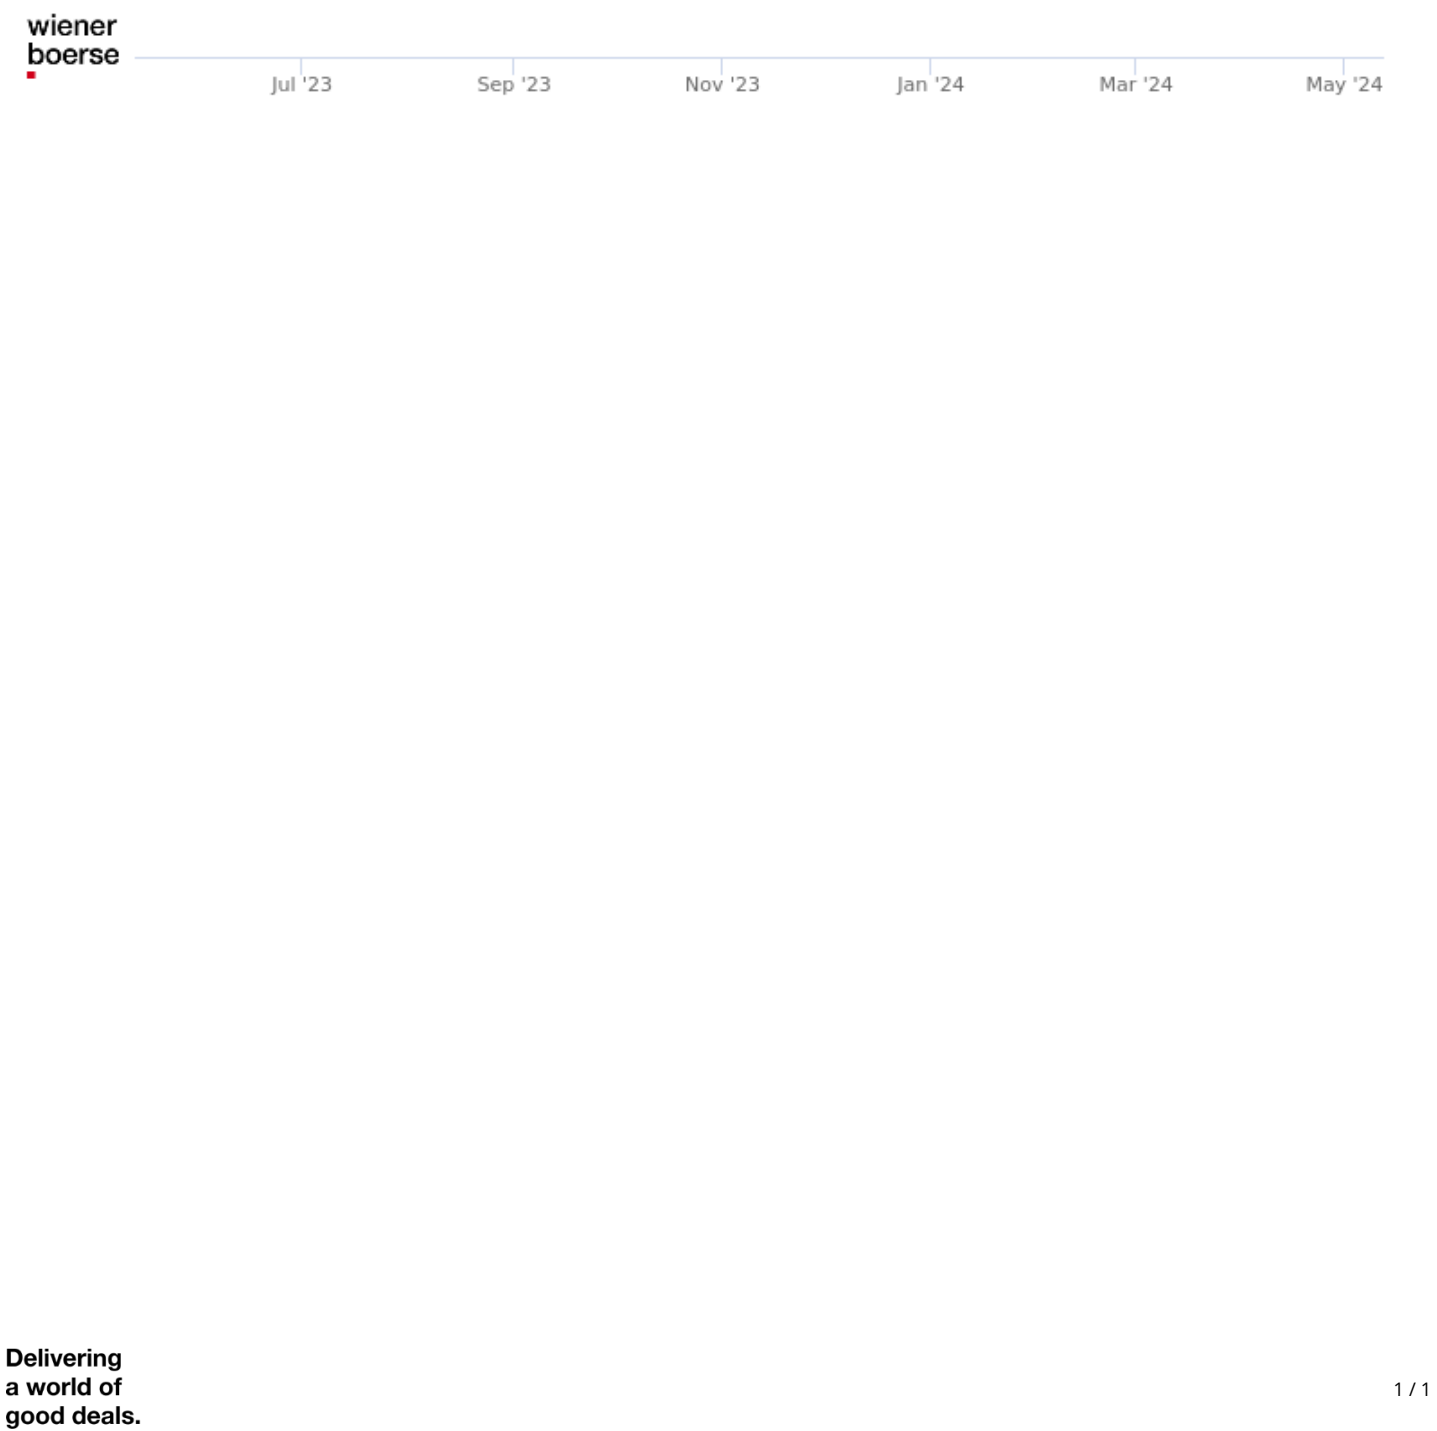 wiener
boerse
Jul '23 Sep '23 Nov '23 Jan '24 Mar '24 May '24
Delivering
a world of
good deals.
1 / 1